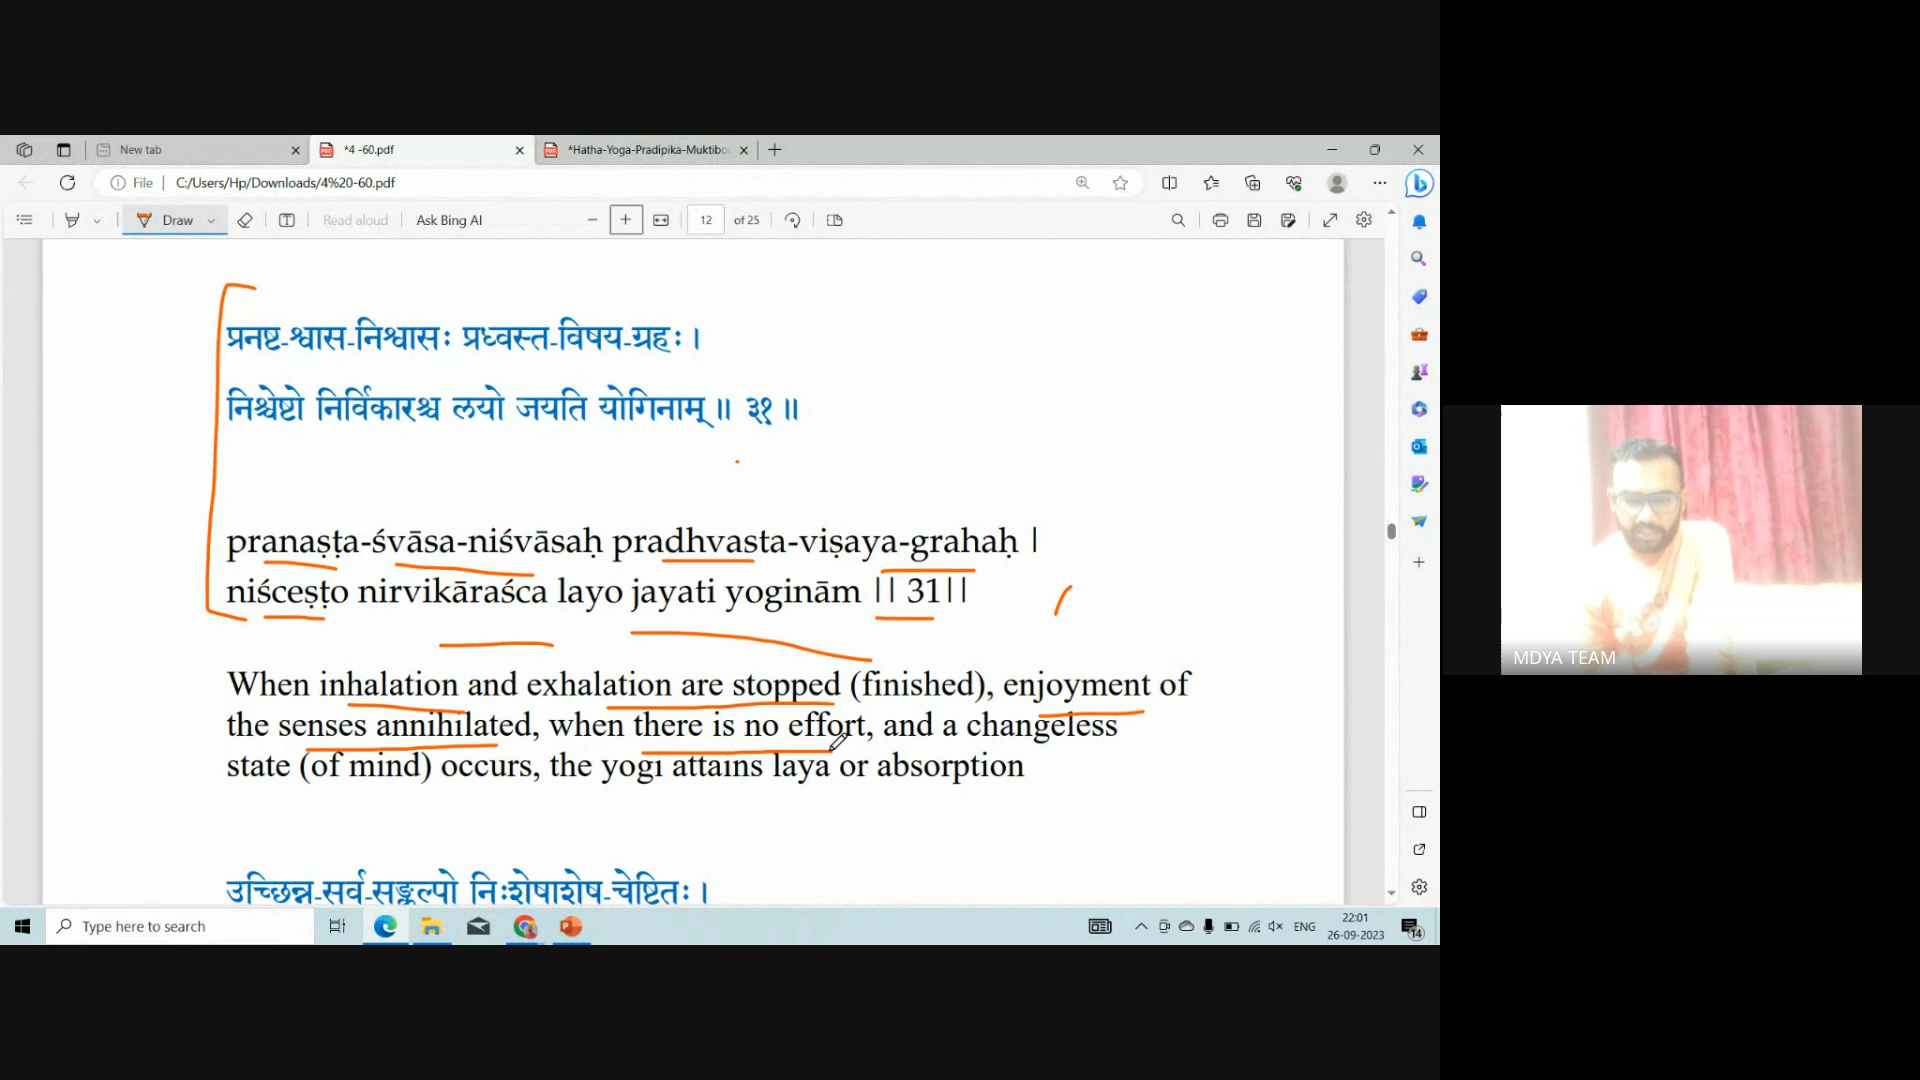 New tab
*4 -60.pdf
*Hatha-Yoga-Pradipika-Muktibo
File
C:/Users/Hp/Downloads/4%20-60.pdf
Draw
Read aloud
Ask Bing AI
12
of 25
प्रनष्ट-श्वास-निश्वासः प्रध्वस्त-विषय-ग्रहः ।
निश्चेष्टो निर्विकारश्च लयो जयति योगिनाम् ॥ ३१ ॥
pranaṣṭa-śvāsa-niśvāsaḥ pradhvasta-viṣaya-grahaḥ |
niśceṣṭo nirvikāraśca layo jayati yoginām || 31||
When inhalation and exhalation are stopped (finished), enjoyment of
the senses annihilated, when there is no effort, and a changeless
state (of mind) occurs, the yogi attains laya or absorption
उच्छिन्न-सर्व-सङ्कल्पो निःशेषाशेष-चेष्टितः ।
MDYA TEAM
Type here to search
ENG
22:01
26-09-2023
14